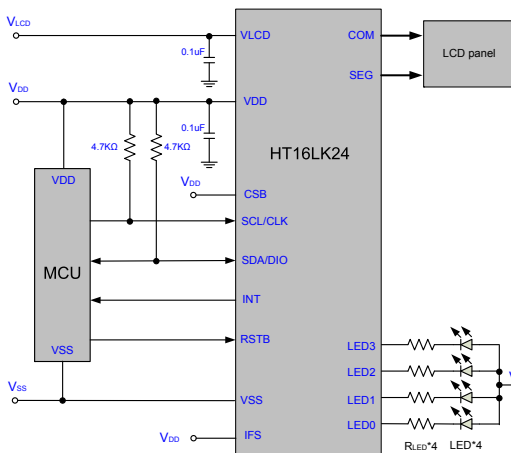 VLCD
0.1uF
VDD
4.7KΩ
4.7KΩ
0.1uF
VDD
MCU
VSS
VSS
VDD
VDD
VLCD
VDD
CSB
SCL/CLK
SDA/DIO
INT
RSTB
VSS
IFS
HT16LK24
COM
SEG
LED3
LED2
LED1
LED0
LCD panel
RLED*4
LED*4